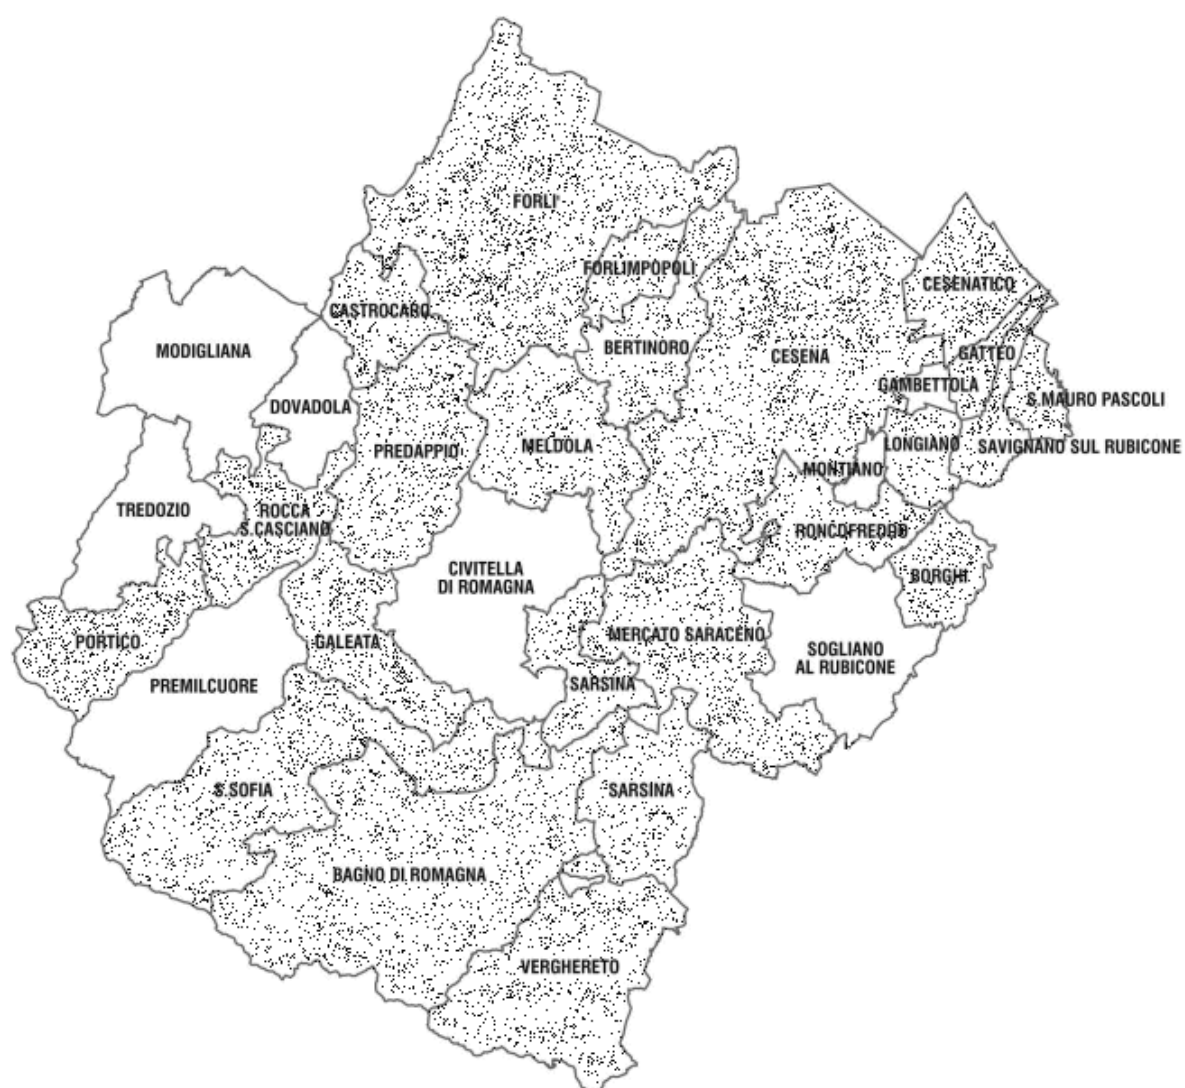 FORLI
FORLIMPOPOLI
CESENATICO
CASTROCARO
MODIGLIANA
BERTINORO
CESENA
GATTEO
GAMBETTOLA
S.MAURO PASCOLI
DOVADOLA
PREDAPPIO
MELDOLA
LONGIANO
SAVIGNANO SUL RUBICONE
MONTIANO
TREDOZIO
ROCCA
S.CASCIANO
RONCOFREDDO
CIVITELLA
DI ROMAGNA
BORGHI
PORTICO
GALEATA
MERCATO SARACENO
SOGLIANO
AL RUBICONE
PREMILCUORE
SARSINA
S.SOFIA
SARSINA
BAGNO DI ROMAGNA
VERGHERETO